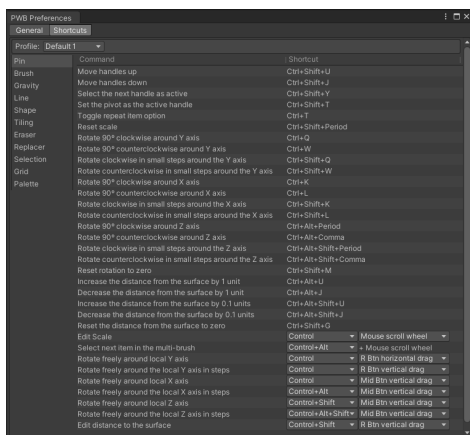 PWB Preferences
General Shortcuts
Profile: Default 1
Pin
Brush
Gravity
Line
Shape
Tiling
Eraser
Replacer
Selection
Grid
Palette
Command Shortcut
Move handles up Ctrl+Shift+U
Move handles down Ctrl+Shift+J
Select the next handle as active Ctrl+Shift+Y
Set the pivot as the active handle Ctrl+Shift+T
Toggle repeat item option Ctrl+T
Reset scale Ctrl+Shift+Period
Rotate 90º clockwise around Y axis Ctrl+Q
Rotate 90º counterclockwise around Y axis Ctrl+W
Rotate clockwise in small steps around the Y axis Ctrl+Shift+Q
Rotate counterclockwise in small steps around the Y axis Ctrl+Shift+W
Rotate 90º clockwise around X axis Ctrl+K
Rotate 90º counterclockwise around X axis Ctrl+L
Rotate clockwise in small steps around the X axis Ctrl+Shift+K
Rotate counterclockwise in small steps around the X axis Ctrl+Shift+L
Rotate 90º clockwise around Z axis Ctrl+Alt+Period
Rotate 90º counterclockwise around Z axis Ctrl+Alt+Comma
Rotate clockwise in small steps around the Z axis Ctrl+Alt+Shift+Period
Rotate counterclockwise in small steps around the Z axis Ctrl+Alt+Shift+Comma
Reset rotation to zero Ctrl+Shift+M
Increase the distance from the surface by 1 unit Ctrl+Alt+U
Decrease the distance from the surface by 1 unit Ctrl+Alt+J
Increase the distance from the surface by 0.1 units Ctrl+Alt+Shift+U
Decrease the distance from the surface by 0.1 units Ctrl+Alt+Shift+J
Reset the distance from the surface to zero Ctrl+Shift+G
Edit Scale Control Mouse scroll wheel
Select next item in the multi-brush Control+Alt + Mouse scroll wheel
Rotate freely around local Y axis Control R Btn horizontal drag
Rotate freely around the local Y axis in steps Control R Btn vertical drag
Rotate freely around local X axis Control Mid Btn vertical drag
Rotate freely around the local X axis in steps Control+Alt Mid Btn vertical drag
Rotate freely around local Z axis Control+Shift Mid Btn vertical drag
Rotate freely around the local Z axis in steps Control+Alt+Shift Mid Btn vertical drag
Edit distance to the surface Control+Shift R Btn vertical drag